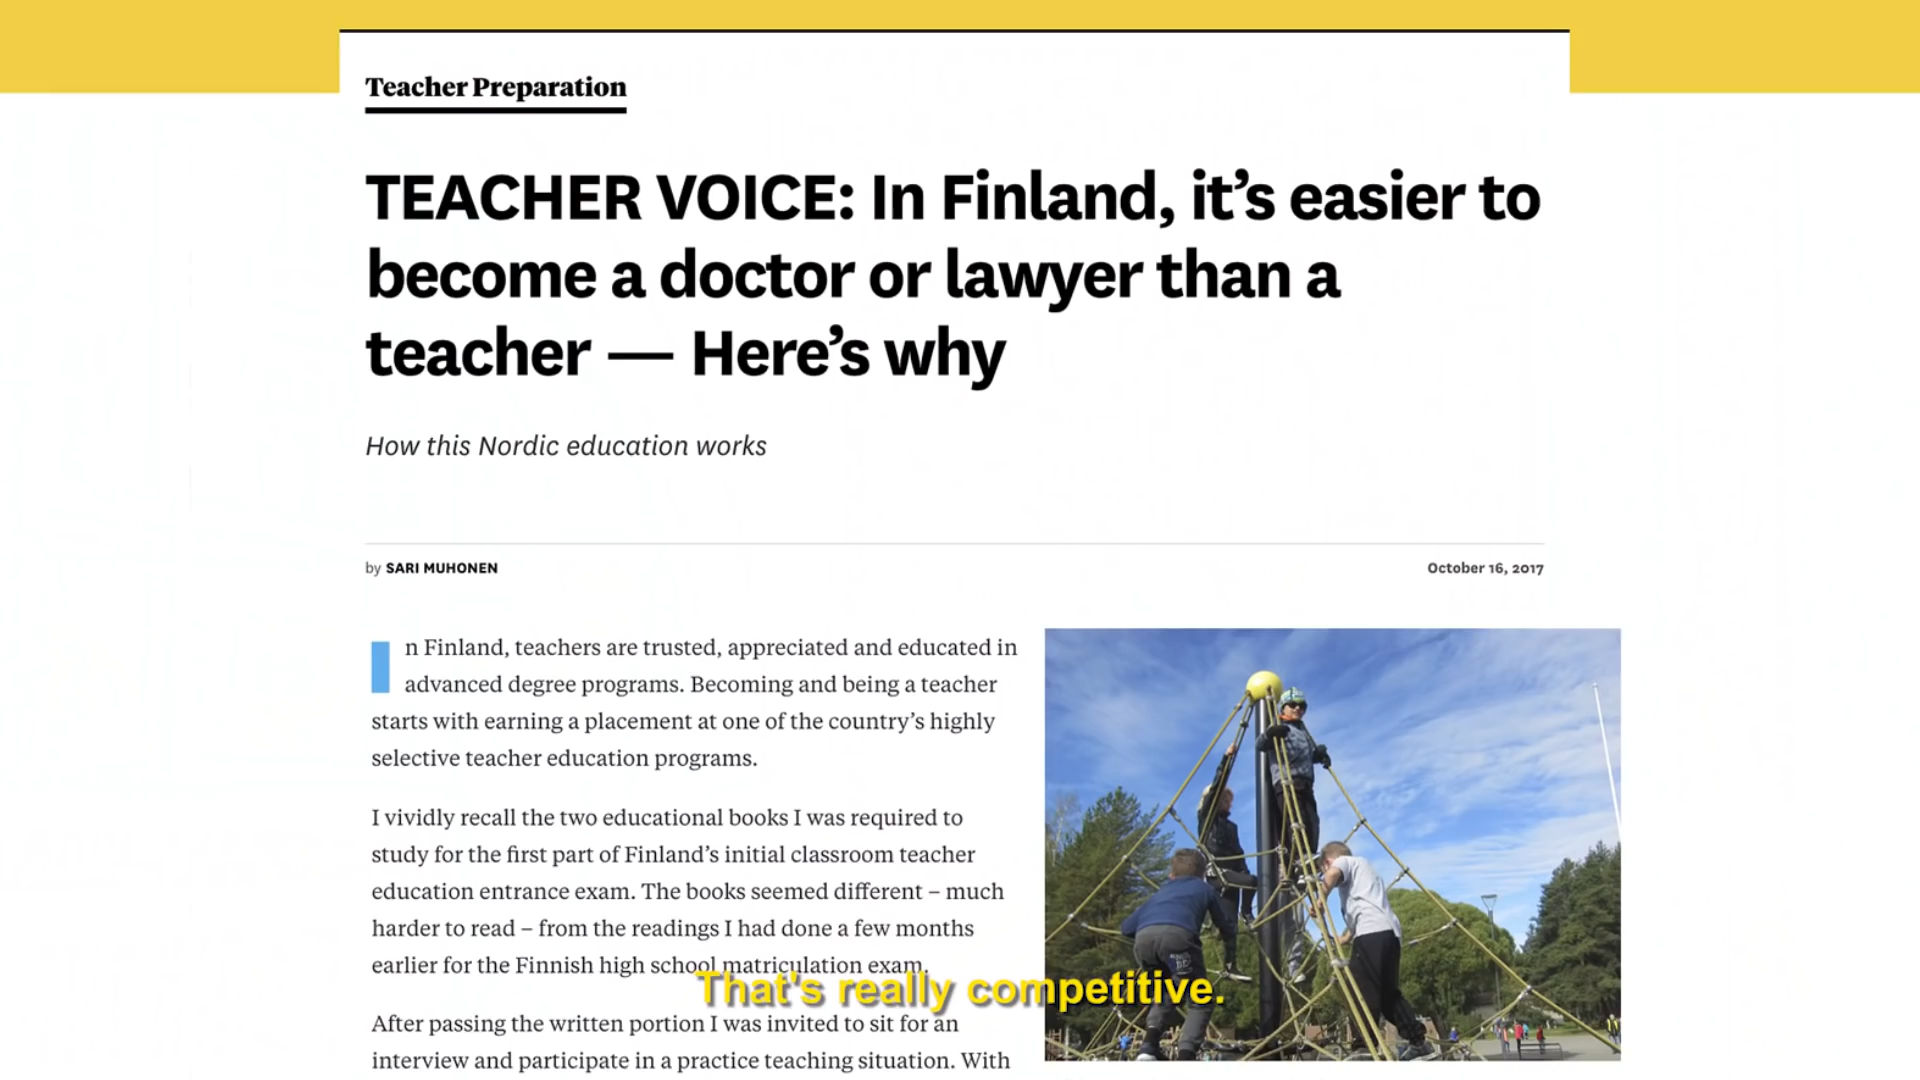 Teacher Preparation
TEACHER VOICE: In Finland, it’s easier to
become a doctor or lawyer than a
teacher — Here’s why
How this Nordic education works
by SARI MUHONEN
October 16, 2017
In Finland, teachers are trusted, appreciated and educated in
advanced degree programs. Becoming and being a teacher
starts with earning a placement at one of the country’s highly
selective teacher education programs.
I vividly recall the two educational books I was required to
study for the first part of Finland’s initial classroom teacher
education entrance exam. The books seemed different – much
harder to read – from the readings I had done a few months
earlier for the Finnish high school matriculation exam.
That's really competitive.
After passing the written portion I was invited to sit for an
interview and participate in a practice teaching situation. With